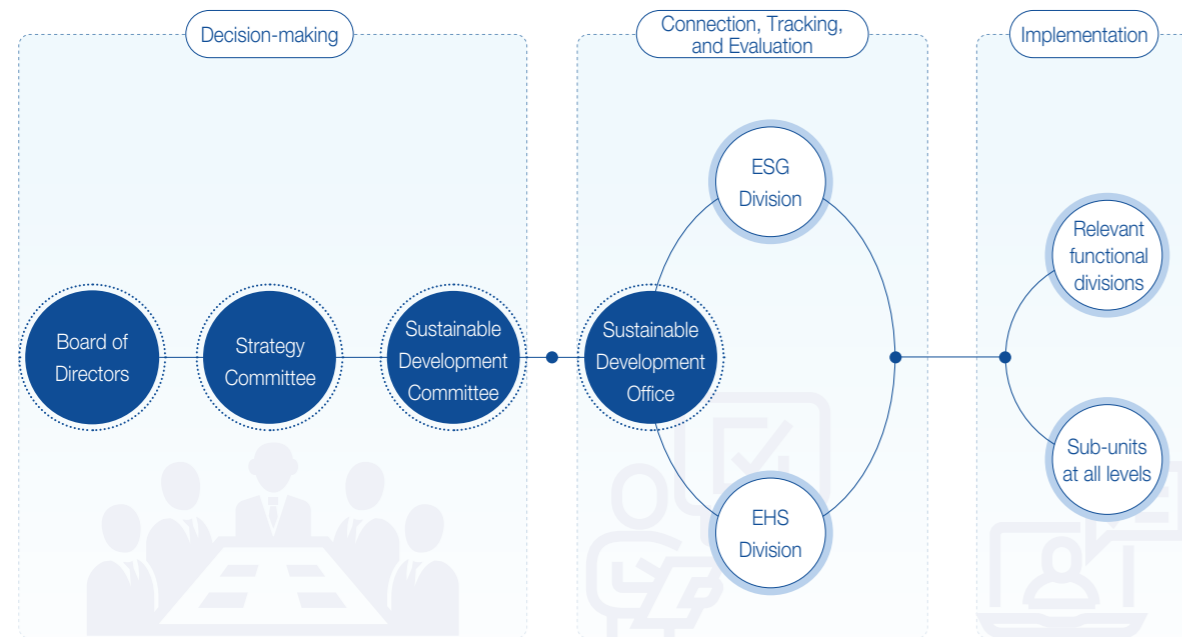 Decision-making
Board of
Directors
Strategy
Committee
Sustainable
Development
Committee
Connection, Tracking,
and Evaluation
Sustainable
Development
Office
ESG
Division
EHS
Division
Implementation
Relevant
functional
divisions
Sub-units
at all levels